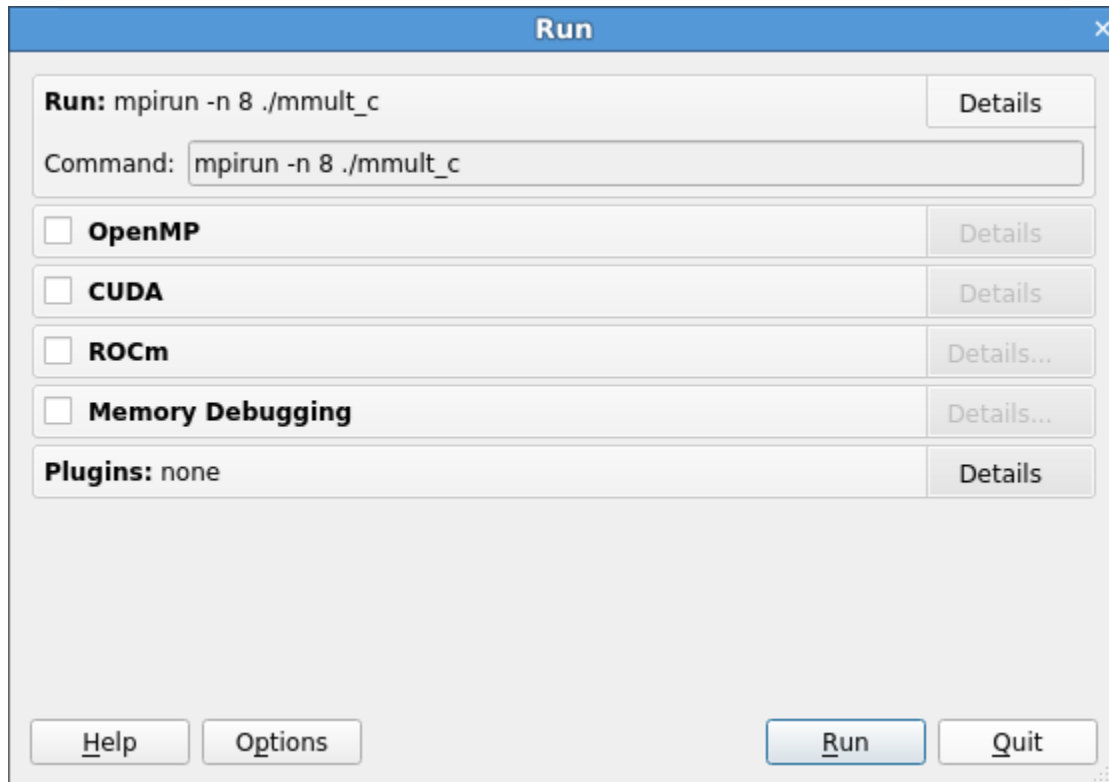 Run
Run: mpirun -n 8 ./mmult_c Details
Command: mpirun -n 8 ./mmult_c
OpenMP Details
CUDA Details
ROCm Details...
Memory Debugging Details...
Plugins: none Details
Help Options Run Quit